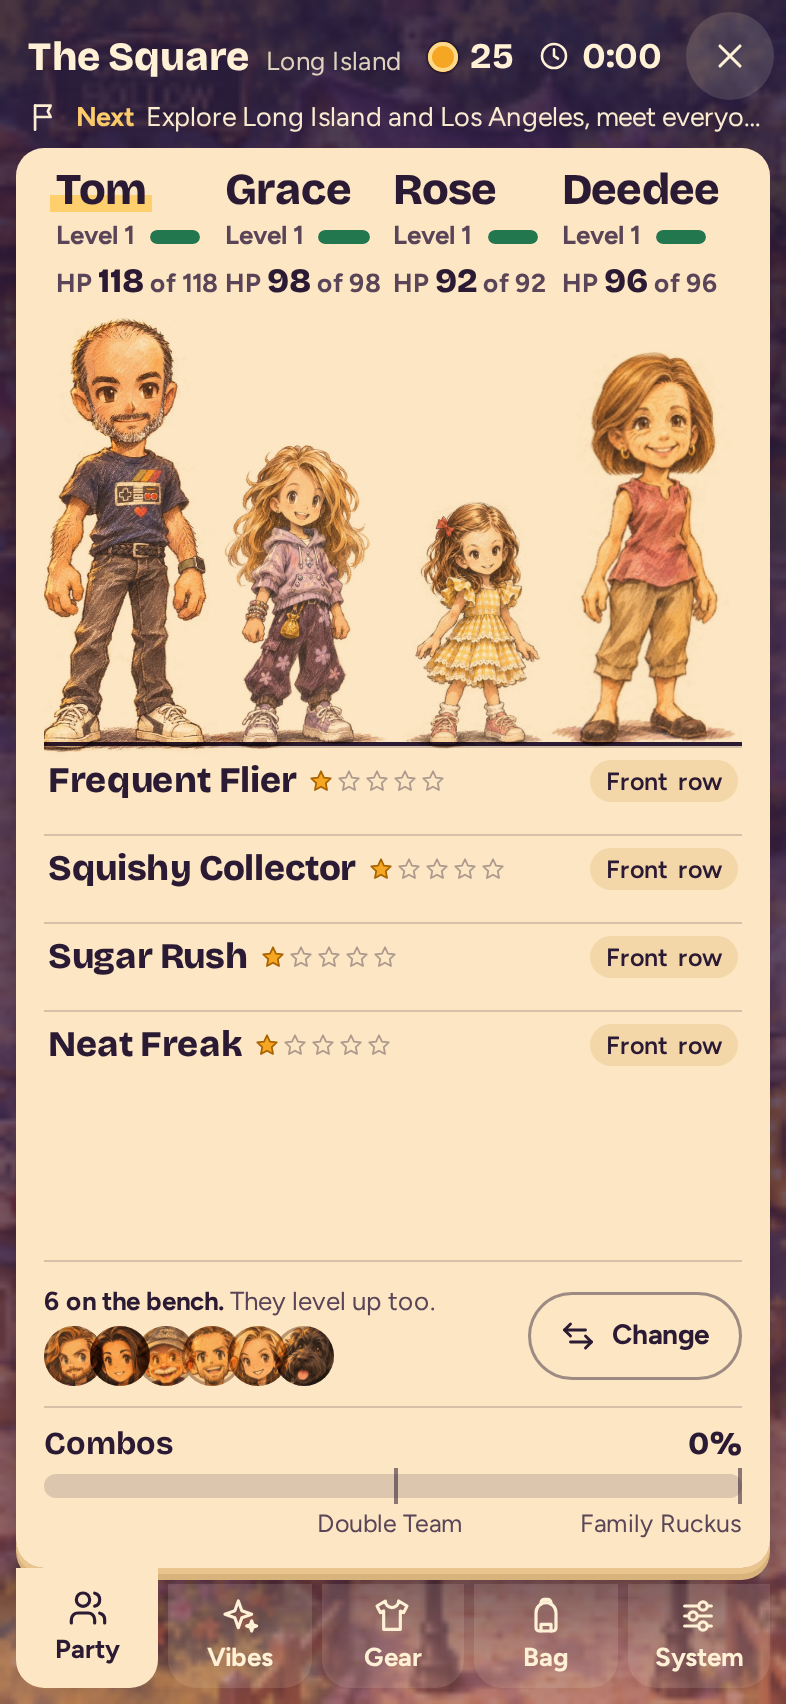 The Square Long Island 25 0:00
Next Explore Long Island and Los Angeles, meet everyo...
Tom Grace Rose Deedee
Level 1 Level 1 Level 1 Level 1
HP 118 of 118 HP 98 of 98 HP 92 of 92 HP 96 of 96
Frequent Flier Front row
Squishy Collector Front row
Sugar Rush Front row
Neat Freak Front row
6 on the bench. They level up too.
Change
Combos 0%
Double Team Family Ruckus
Party Vibes Gear Bag System